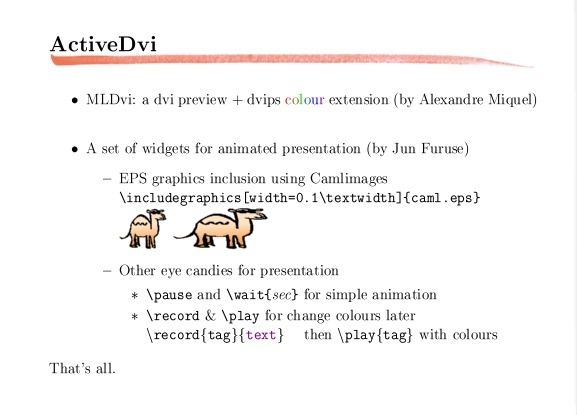 ActiveDvi
• MLDvi: a dvi preview + dvips colour extension (by Alexandre Miquel)
• A set of widgets for animated presentation (by Jun Furuse)
– EPS graphics inclusion using Camlimages
\includegraphics[width=0.1\textwidth]{caml.eps}
– Other eye candies for presentation
* \pause and \wait{sec} for simple animation
* \record & \play for change colours later
\record{tag}{text} then \play{tag} with colours
That's all.